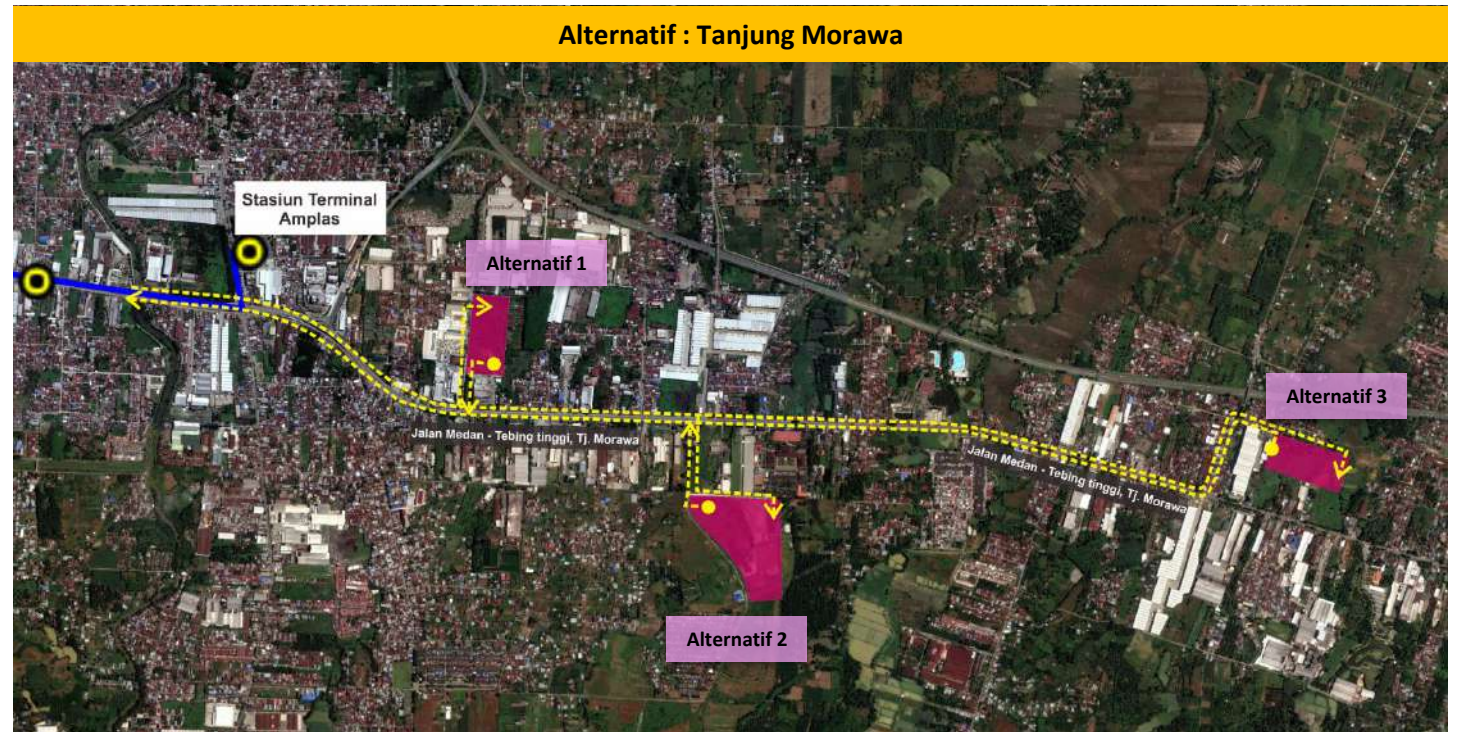 Alternatif : Tanjung Morawa
Stasiun Terminal
Amplas
Alternatif 1
Alternatif 3
Jalan Medan - Tebing tinggi, Tj. Morawa
Jalan Medan - Tebing tinggi, Tj. Morawa
Alternatif 2